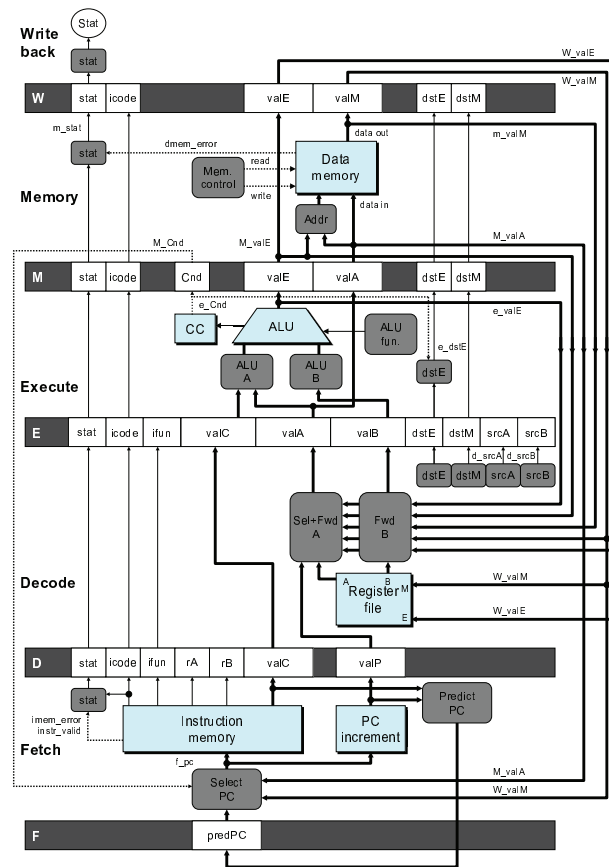 Stat
Write
back
stat
W_valE
W_valM
W
stat
icode
valE
valM
dstE
dstM
m_stat
data out
m_valM
dmem_error
stat
read
Mem.
control
write
Data
memory
Memory
Addr
data in
M_Cnd
M_valE
M_valA
M
stat
icode
Cnd
valE
valA
dstE
dstM
e_Cnd
e_valE
CC
ALU
ALU
fun.
e_dstE
ALU
A
ALU
B
dstE
Execute
E
stat
icode
ifun
valC
valA
valB
dstE
dstM
srcA
srcB
d_srcA
d_srcB
dstE
dstM
srcA
srcB
Sel+Fwd
A
Fwd
B
Decode
A
B
M
Register
file
E
W_valM
W_valE
D
stat
icode
ifun
rA
rB
valC
valP
stat
Predict
PC
imem_error
instr_valid
Instruction
memory
PC
increment
Fetch
f_pc
Select
PC
M_valA
W_valM
F
predPC